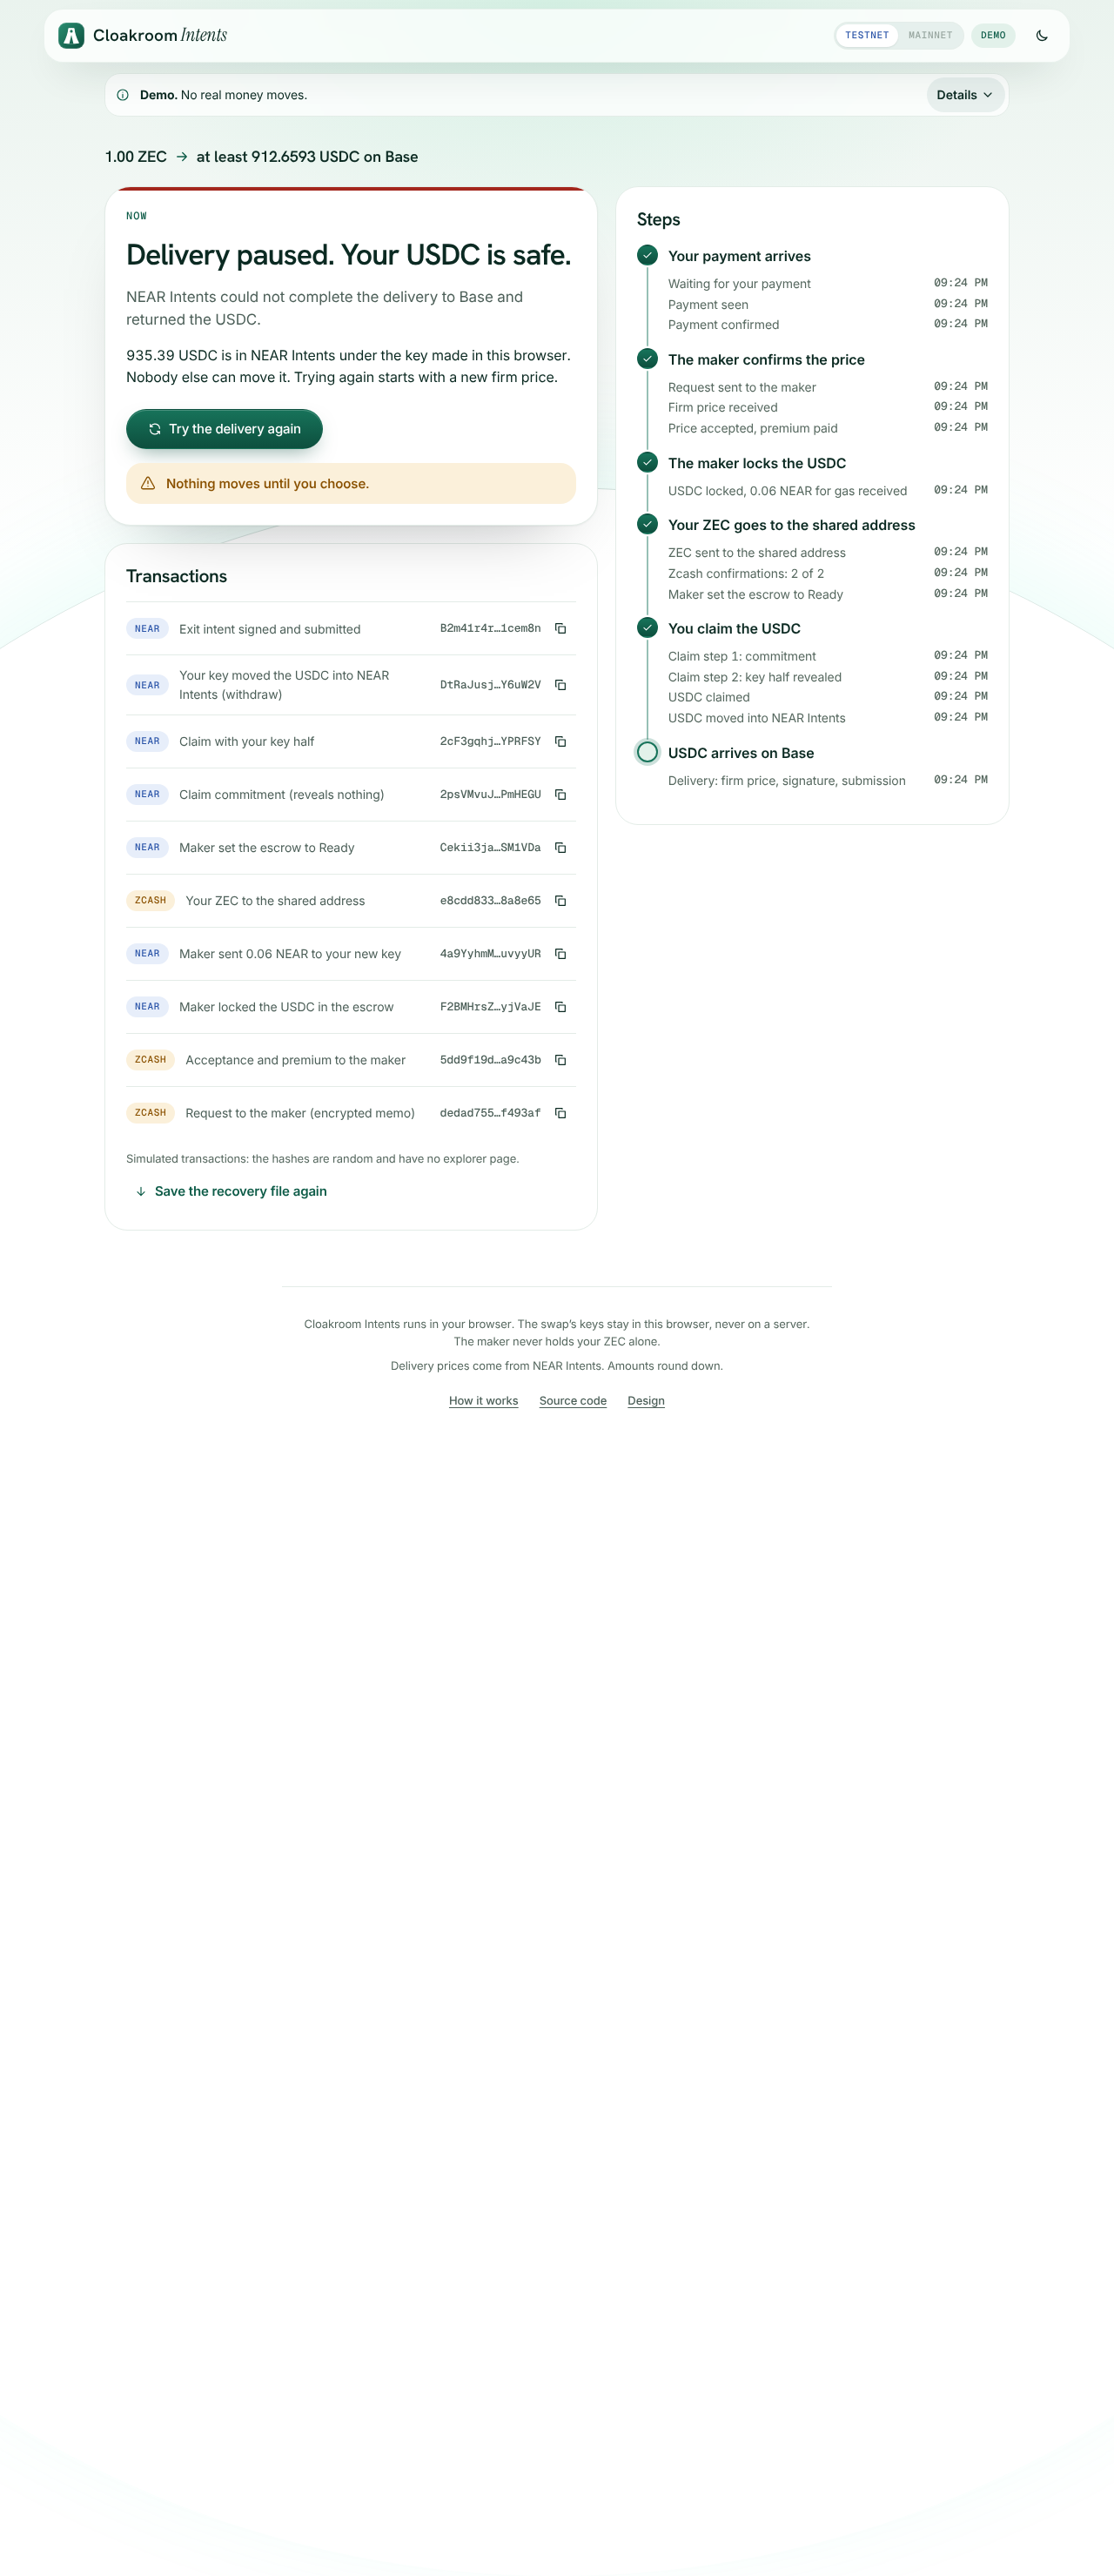 Cloakroom Intents
TESTNET MAINNET DEMO
Demo. No real money moves.
Details
1.00 ZEC → at least 912.6593 USDC on Base
NOW
Delivery paused. Your USDC is safe.
NEAR Intents could not complete the delivery to Base and
returned the USDC.
935.39 USDC is in NEAR Intents under the key made in this browser.
Nobody else can move it. Trying again starts with a new firm price.
Try the delivery again
Nothing moves until you choose.
Transactions
NEAR Exit intent signed and submitted B2m41r4r…1cem8n
NEAR Your key moved the USDC into NEAR
Intents (withdraw) DtRaJusj…Y6uW2V
NEAR Claim with your key half 2cF3gqhj…YPRFSY
NEAR Claim commitment (reveals nothing) 2psVMvuJ…PmHEGU
NEAR Maker set the escrow to Ready Cekii3ja…SM1VDa
ZCASH Your ZEC to the shared address e8cdd833…8a8e65
NEAR Maker sent 0.06 NEAR to your new key 4a9YyhmM…uvyyUR
NEAR Maker locked the USDC in the escrow F2BMHrsZ…yjVaJE
ZCASH Acceptance and premium to the maker 5dd9f19d…a9c43b
ZCASH Request to the maker (encrypted memo) dedad755…f493af
Simulated transactions: the hashes are random and have no explorer page.
Save the recovery file again
Steps
Your payment arrives
Waiting for your payment 09:24 PM
Payment seen 09:24 PM
Payment confirmed 09:24 PM
The maker confirms the price
Request sent to the maker 09:24 PM
Firm price received 09:24 PM
Price accepted, premium paid 09:24 PM
The maker locks the USDC
USDC locked, 0.06 NEAR for gas received 09:24 PM
Your ZEC goes to the shared address
ZEC sent to the shared address 09:24 PM
Zcash confirmations: 2 of 2 09:24 PM
Maker set the escrow to Ready 09:24 PM
You claim the USDC
Claim step 1: commitment 09:24 PM
Claim step 2: key half revealed 09:24 PM
USDC claimed 09:24 PM
USDC moved into NEAR Intents 09:24 PM
USDC arrives on Base
Delivery: firm price, signature, submission 09:24 PM
Cloakroom Intents runs in your browser. The swap’s keys stay in this browser, never on a server.
The maker never holds your ZEC alone.
Delivery prices come from NEAR Intents. Amounts round down.
How it works Source code Design